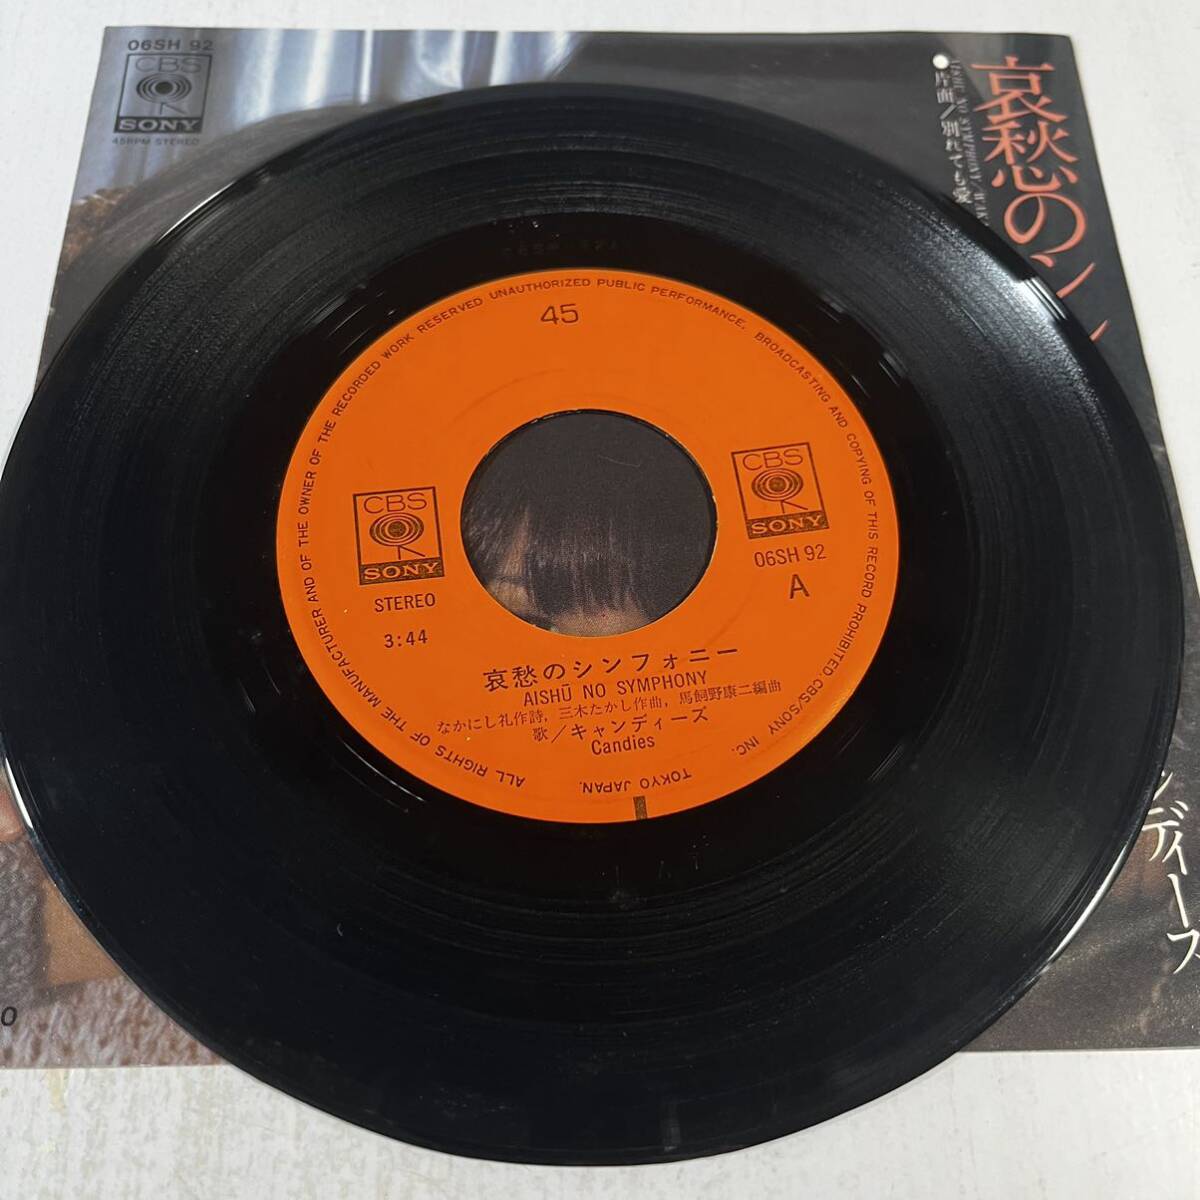 06SH 92
CBS
SONY
45RPM STEREO
哀愁のシン
●片面/別れても愛
ディーズ
45
CBS
SONY
STEREO
3:44
CBS
SONY
06SH 92
A
哀愁のシンフォニー
AISHŪ NO SYMPHONY
なかにし礼作詩, 三木たかし作曲, 馬飼野康二編曲
歌/キャンディーズ
Candies
ALL RIGHTS OF THE MANUFACTURER AND OF THE OWNER OF THE RECORDED WORK RESERVED UNAUTHORIZED PUBLIC PERFORMANCE, BROADCASTING AND COPYING OF THIS RECORD PROHIBITED. CBS/SONY INC. TOKYO JAPAN.